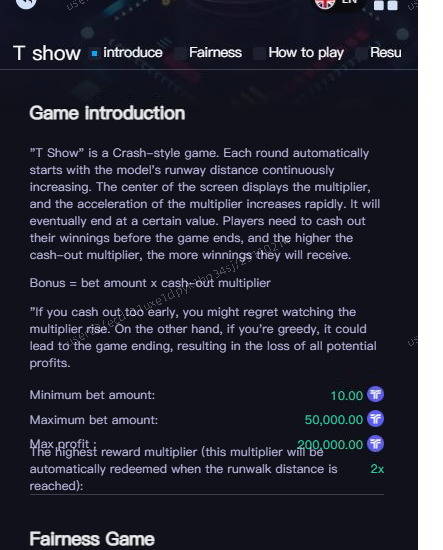 EN
T show introduce Fairness How to play Resu
Game introduction
"T Show" is a Crash-style game. Each round automatically
starts with the model's runway distance continuously
increasing. The center of the screen displays the multiplier,
and the acceleration of the multiplier increases rapidly. It will
eventually end at a certain value. Players need to cash out
their winnings before the game ends, and the higher the
cash-out multiplier, the more winnings they will receive.
Bonus = bet amount x cash-out multiplier
"If you cash out too early, you might regret watching the
multiplier rise. On the other hand, if you're greedy, it could
lead to the game ending, resulting in the loss of all potential
profits.
Minimum bet amount: 10.00
Maximum bet amount: 50,000.00
Max profit : 200,000.00
The highest reward multiplier (this multiplier will be
automatically redeemed when the runwalk distance is 2x
reached):
Fairness Game